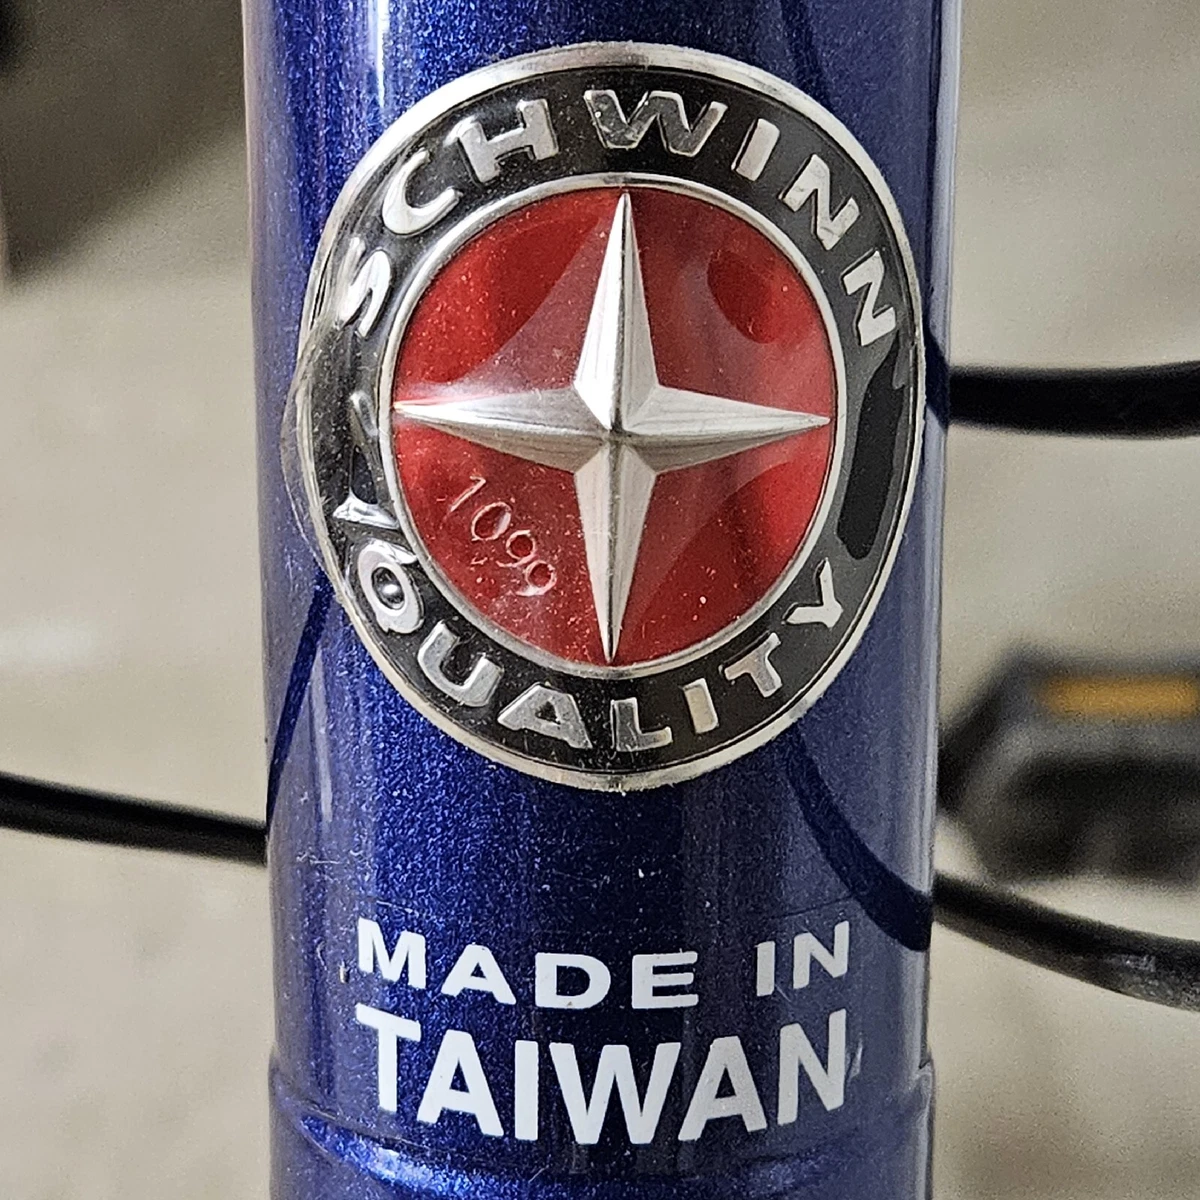 SCHWINN
1099
QUALITY
MADE IN
TAIWAN